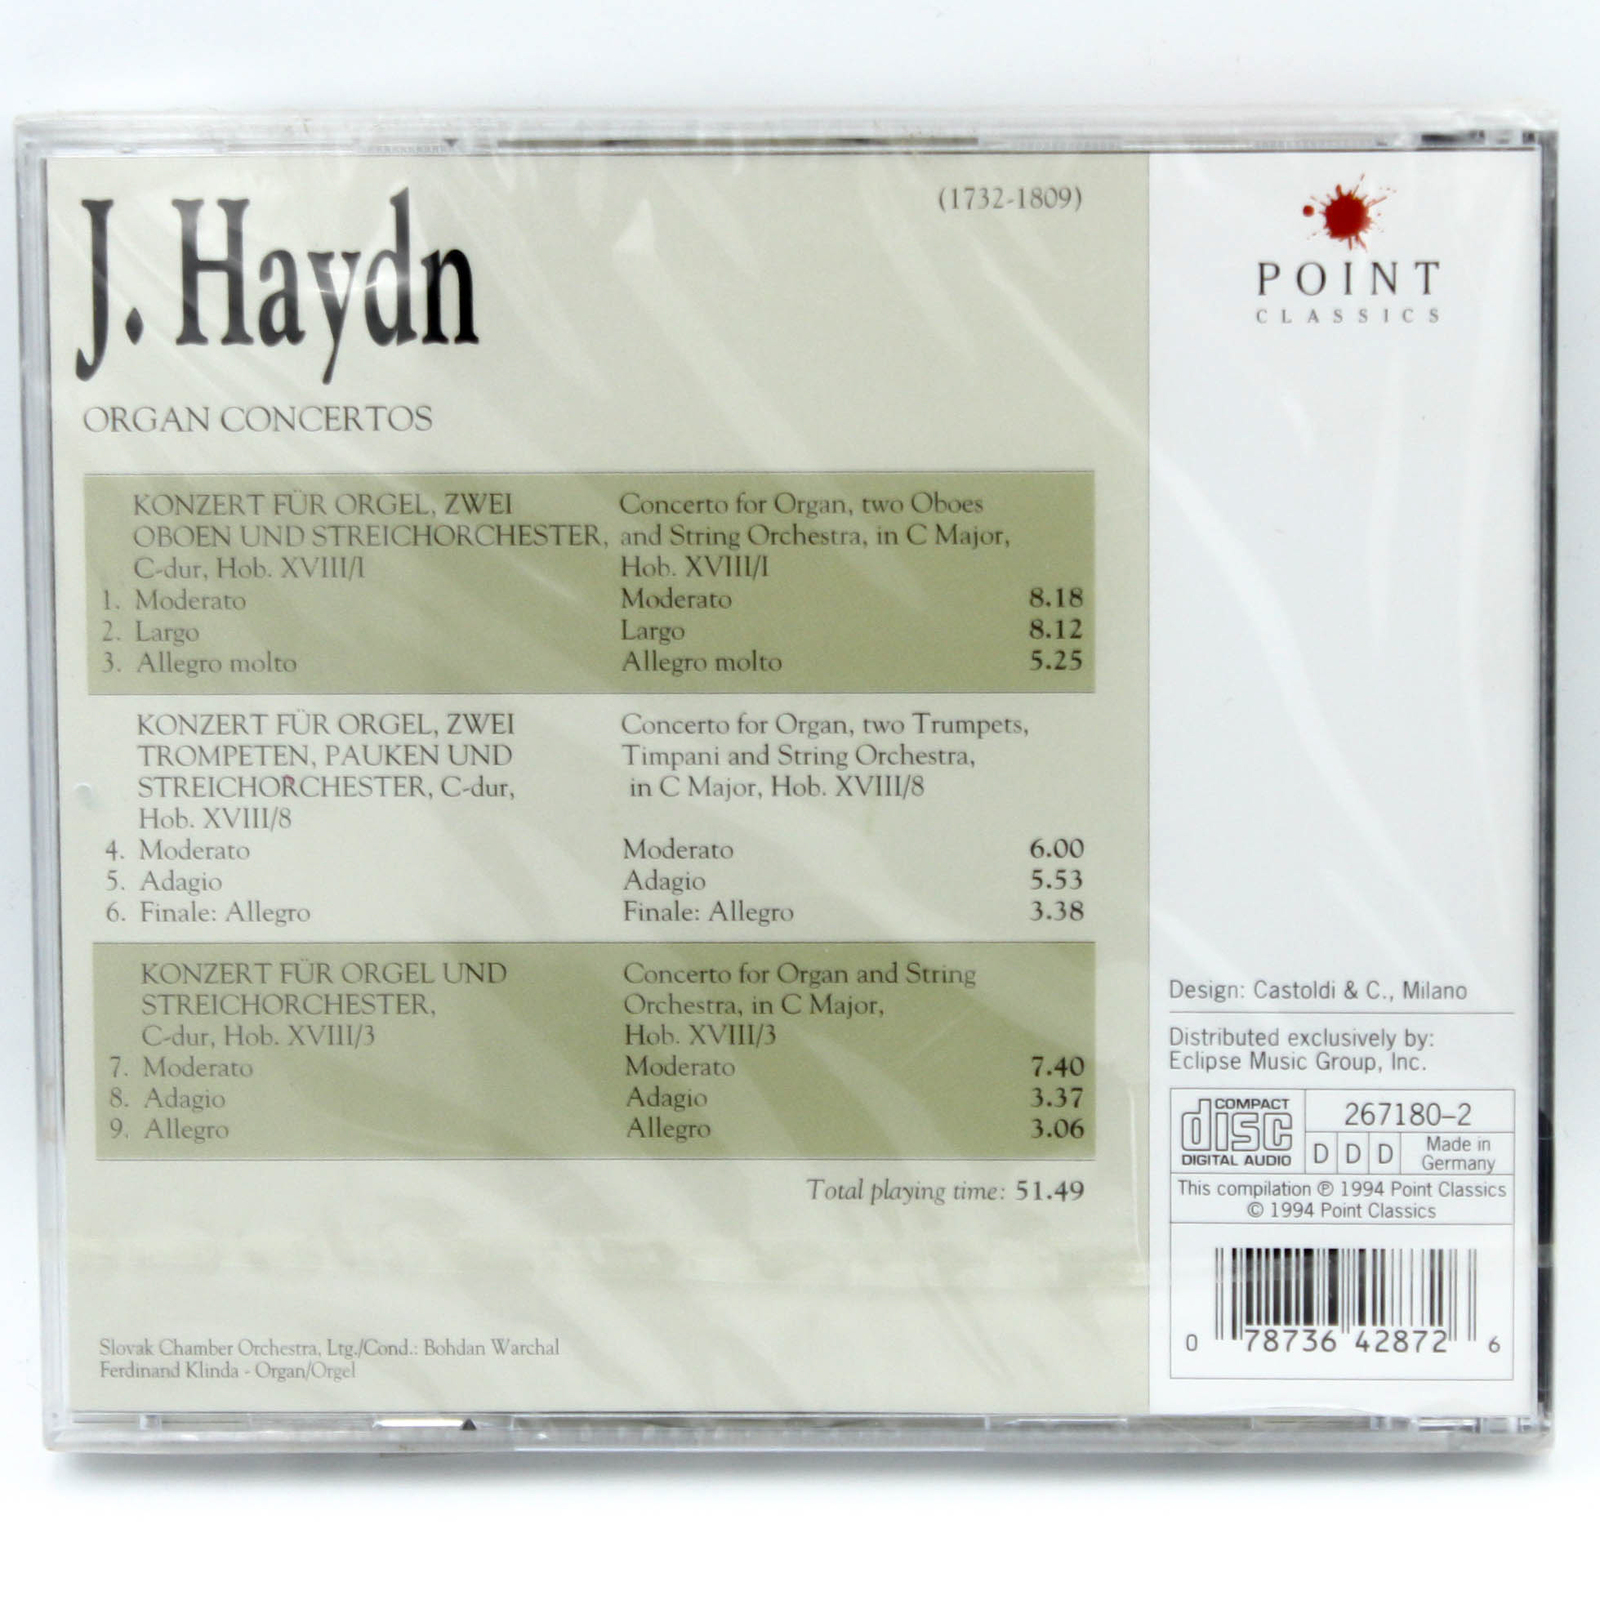 J. Haydn
(1732-1809)
ORGAN CONCERTOS
KONZERT FÜR ORGEL, ZWEI
OBOEN UND STREICHORCHESTER,
C-dur, Hob. XVIII/I
1. Moderato
2. Largo
3. Allegro molto
Concerto for Organ, two Oboes
and String Orchestra, in C Major,
Hob. XVIII/I
Moderato 8.18
Largo 8.12
Allegro molto 5.25
KONZERT FÜR ORGEL, ZWEI
TROMPETEN, PAUKEN UND
STREICHORCHESTER, C-dur,
Hob. XVIII/8
4. Moderato
5. Adagio
6. Finale: Allegro
Concerto for Organ, two Trumpets,
Timpani and String Orchestra,
in C Major, Hob. XVIII/8
Moderato 6.00
Adagio 5.53
Finale: Allegro 3.38
KONZERT FÜR ORGEL UND
STREICHORCHESTER,
C-dur, Hob. XVIII/3
7. Moderato
8. Adagio
9. Allegro
Concerto for Organ and String
Orchestra, in C Major,
Hob. XVIII/3
Moderato 7.40
Adagio 3.37
Allegro 3.06
Total playing time: 51.49
Slovak Chamber Orchestra, Ltg./Cond.: Bohdan Warchal
Ferdinand Klinda - Organ/Orgel
POINT
CLASSICS
Design: Castoldi & C., Milano
Distributed exclusively by:
Eclipse Music Group, Inc.
COMPACT
disc
DIGITAL AUDIO
267180-2
D D D
Made in
Germany
This compilation ℗ 1994 Point Classics
© 1994 Point Classics
0 78736 42872 6